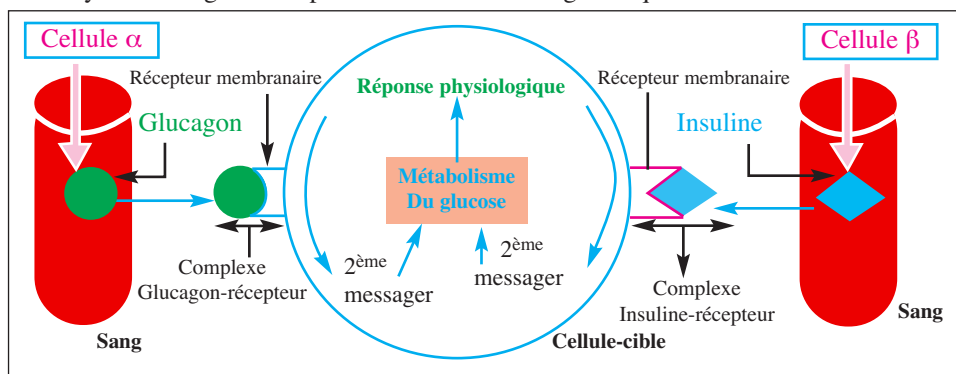 Cellule α
Cellule β
Récepteur membranaire
Récepteur membranaire
Réponse physiologique
Glucagon
Insuline
Métabolisme
Du glucose
2ème
messager
2ème
messager
Complexe
Glucagon-récepteur
Complexe
Insuline-récepteur
Sang
Cellule-cible
Sang